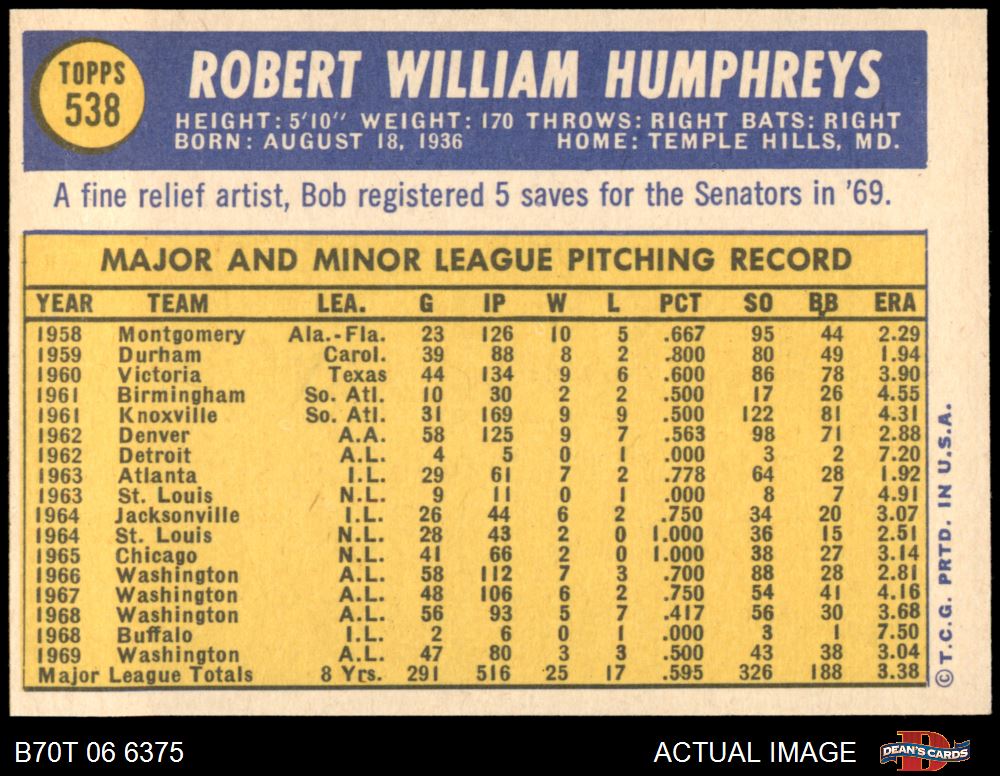 TOPPS
538
ROBERT WILLIAM HUMPHREYS
HEIGHT: 5'10" WEIGHT: 170 THROWS: RIGHT BATS: RIGHT
BORN: AUGUST 18, 1936 HOME: TEMPLE HILLS, MD.
A fine relief artist, Bob registered 5 saves for the Senators in '69.
MAJOR AND MINOR LEAGUE PITCHING RECORD
YEAR TEAM LEA. G IP W L PCT SO BB ERA
1958 Montgomery Ala.-Fla. 23 126 10 5 .667 95 44 2.29
1959 Durham Carol. 39 88 8 2 .800 80 49 1.94
1960 Victoria Texas 44 134 9 6 .600 86 78 3.90
1961 Birmingham So. Atl. 10 30 2 2 .500 17 26 4.55
1961 Knoxville So. Atl. 31 169 9 9 .500 122 81 4.31
1962 Denver A.A. 58 125 9 7 .563 98 71 2.88
1962 Detroit A.L. 4 5 0 1 .000 3 2 7.20
1963 Atlanta I.L. 29 61 7 2 .778 64 28 1.92
1963 St. Louis N.L. 9 11 0 1 .000 8 7 4.91
1964 Jacksonville I.L. 26 44 6 2 .750 34 20 3.07
1964 St. Louis N.L. 28 43 2 0 1.000 36 15 2.51
1965 Chicago N.L. 41 66 2 0 1.000 38 27 3.14
1966 Washington A.L. 58 112 7 3 .700 88 28 2.81
1967 Washington A.L. 48 106 6 2 .750 54 41 4.16
1968 Washington A.L. 56 93 5 7 .417 56 30 3.68
1968 Buffalo I.L. 2 6 0 1 .000 3 1 7.50
1969 Washington A.L. 47 80 3 3 .500 43 38 3.04
Major League Totals 8 Yrs. 291 516 25 17 .595 326 188 3.38
© T.C.G. PRTD. IN U.S.A.
B70T 06 6375 ACTUAL IMAGE
DEAN'S CARDS